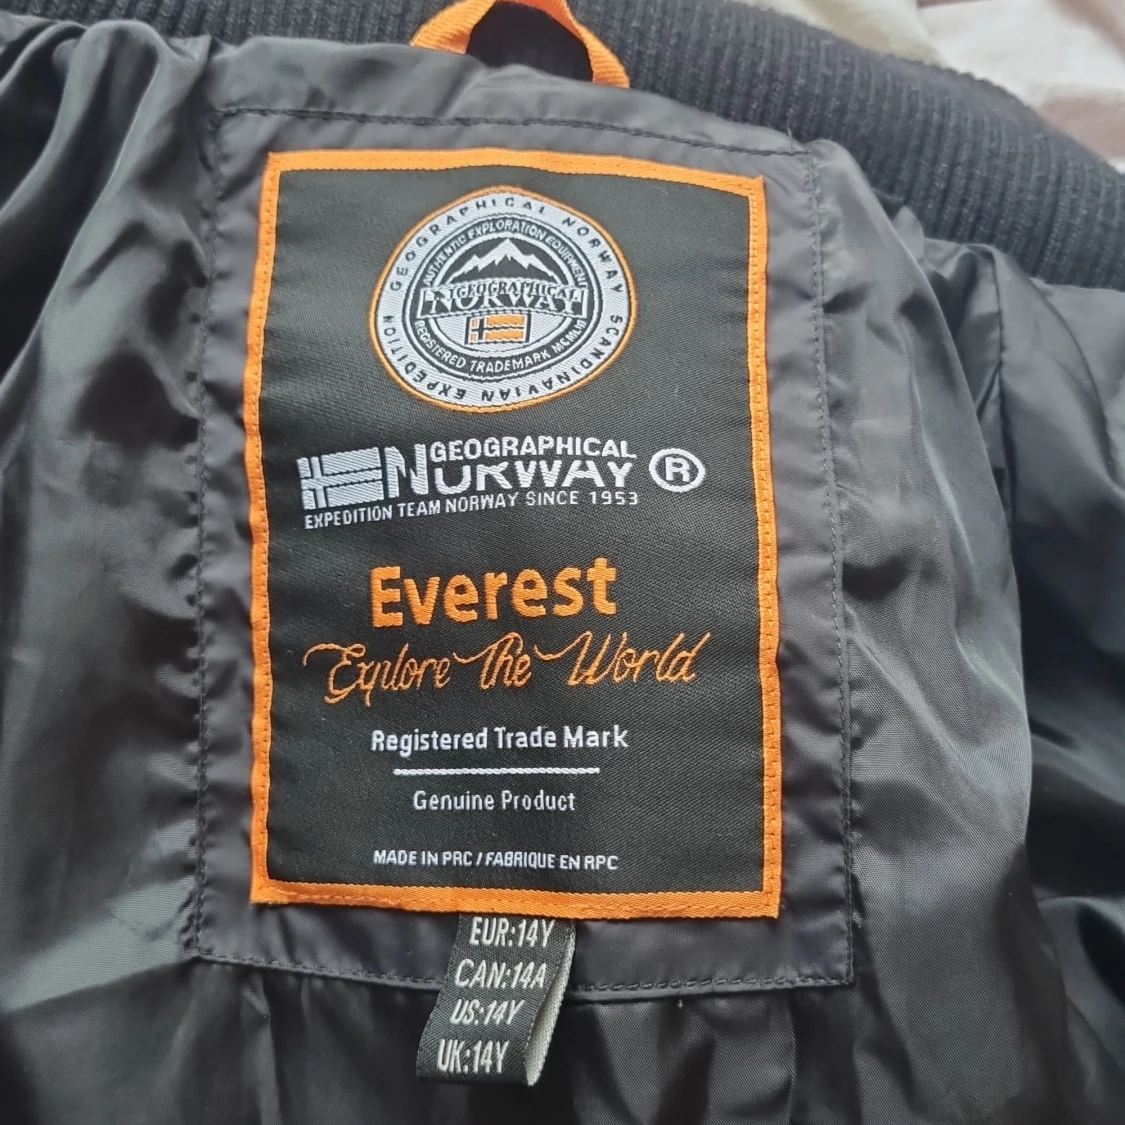 GEOGRAPHICAL NORWAY SCANDINAVIAN EXPEDITION
AUTHENTIC EXPLORATION EQUIPMENT
GEOGRAPHICAL
NORWAY
REGISTERED TRADEMARK MCMLIII
GEOGRAPHICAL
NORWAY ®
EXPEDITION TEAM NORWAY SINCE 1953
Everest
Explore The World
Registered Trade Mark
Genuine Product
MADE IN PRC / FABRIQUE EN RPC
EUR:14Y
CAN:14A
US:14Y
UK:14Y